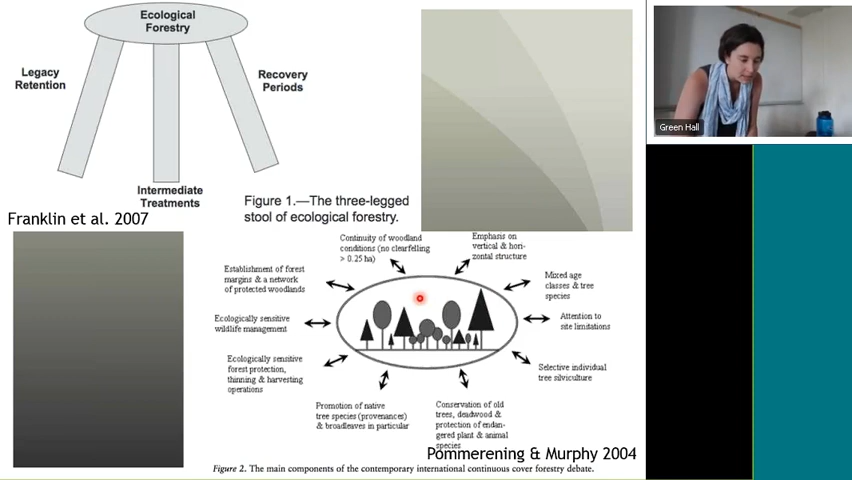 Ecological
Forestry
Legacy
Retention
Recovery
Periods
Intermediate
Treatments
Franklin et al. 2007
Figure 1.—The three-legged
stool of ecological forestry.
Green Hall
Continuity of woodland
conditions (no clearfelling
> 0.25 ha)
Emphasis on
vertical & hori-
zontal structure
Establishment of forest
margins & a network
of protected woodlands
Mixed age
classes & tree
species
Ecologically sensitive
wildlife management
Attention to
site limitations
Ecologically sensitive
forest protection,
thinning & harvesting
operations
Selective individual
tree silviculture
Promotion of native
tree species (provenances)
& broadleaves in particular
Conservation of old
trees, deadwood &
protection of endan-
gered plant & animal
species
Pommerening & Murphy 2004
Figure 2. The main components of the contemporary international continuous cover forestry debate.